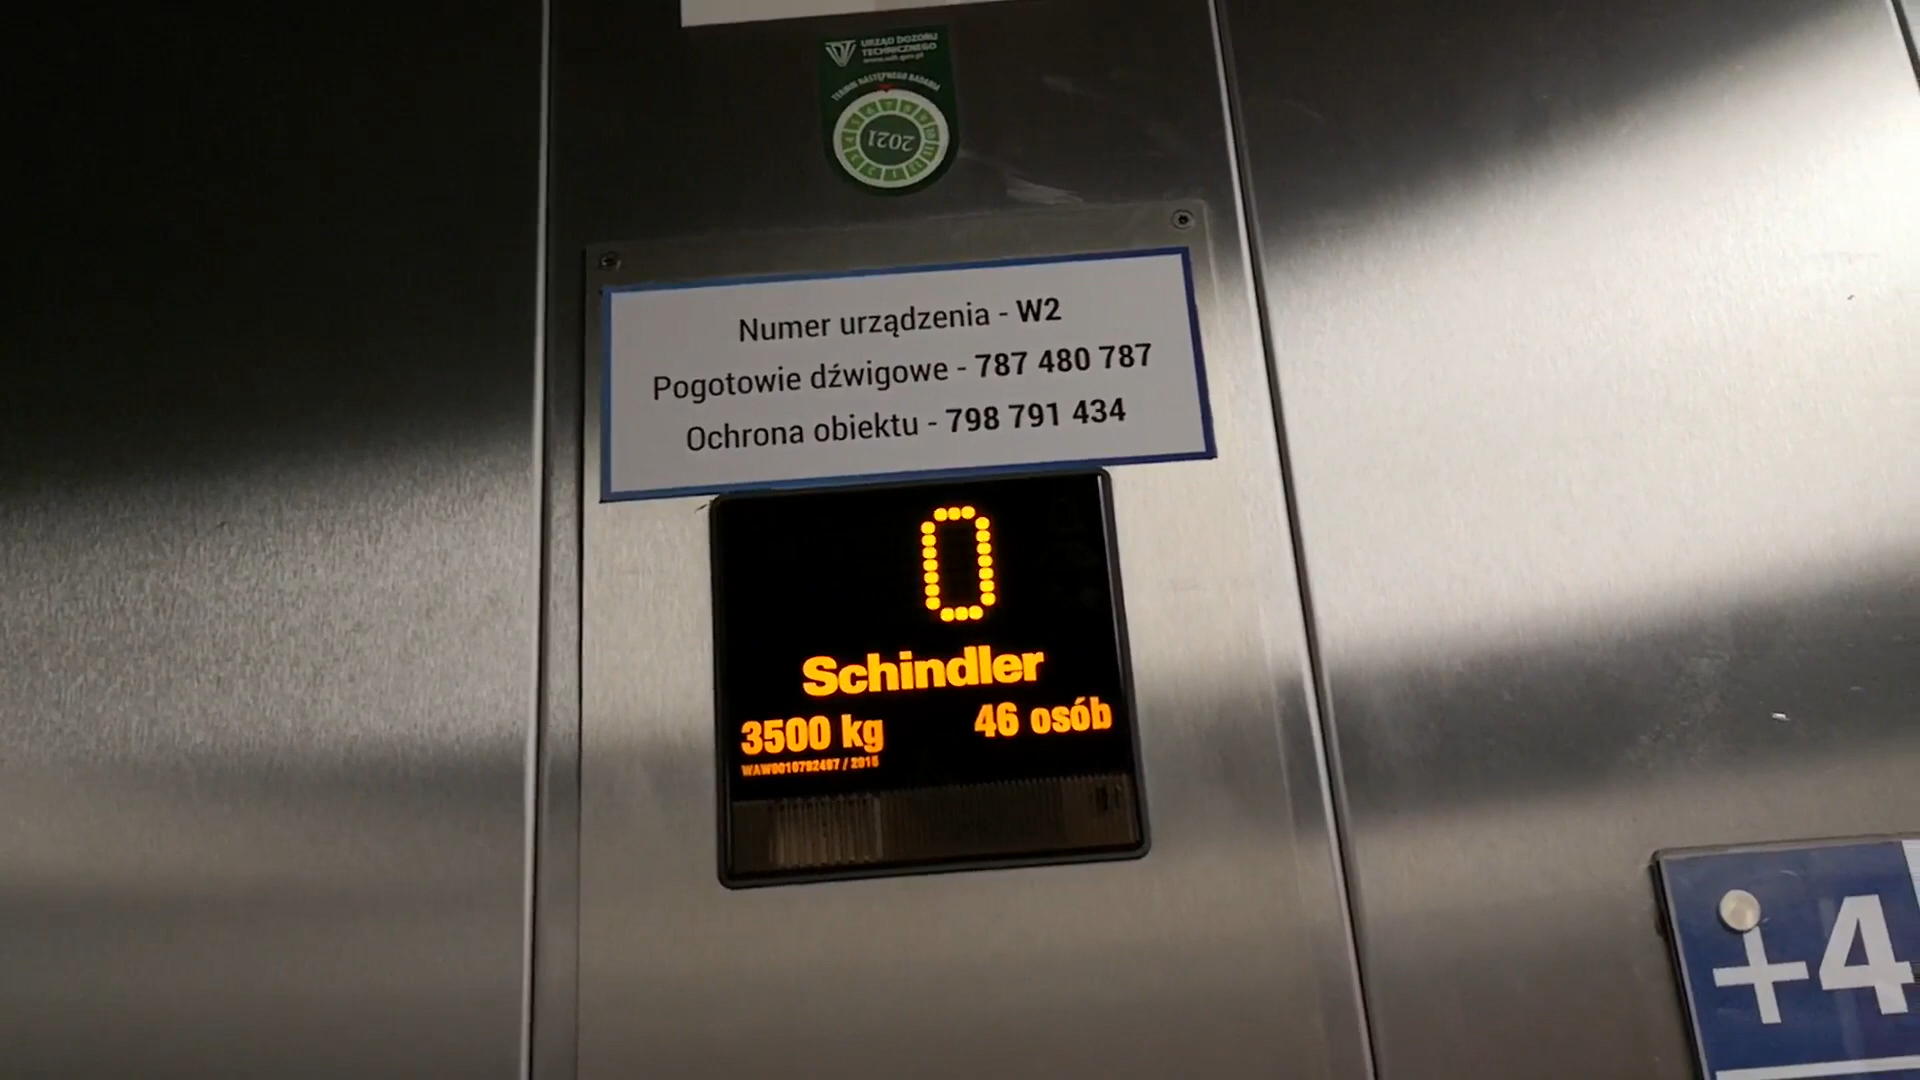 URZĄD DOZORU
TECHNICZNEGO
www.udt.gov.pl
TERMIN NASTĘPNEGO BADANIA
2021
Numer urządzenia - W2
Pogotowie dźwigowe - 787 480 787
Ochrona obiektu - 798 791 434
0
Schindler
3500 kg 46 osób
+4